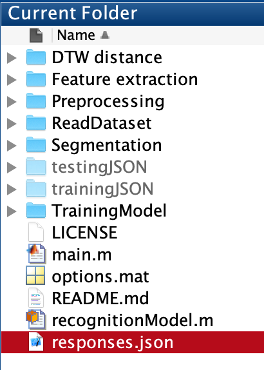 Current Folder
Name
DTW distance
Feature extraction
Preprocessing
ReadDataset
Segmentation
testingJSON
trainingJSON
TrainingModel
LICENSE
main.m
options.mat
README.md
recognitionModel.m
responses.json